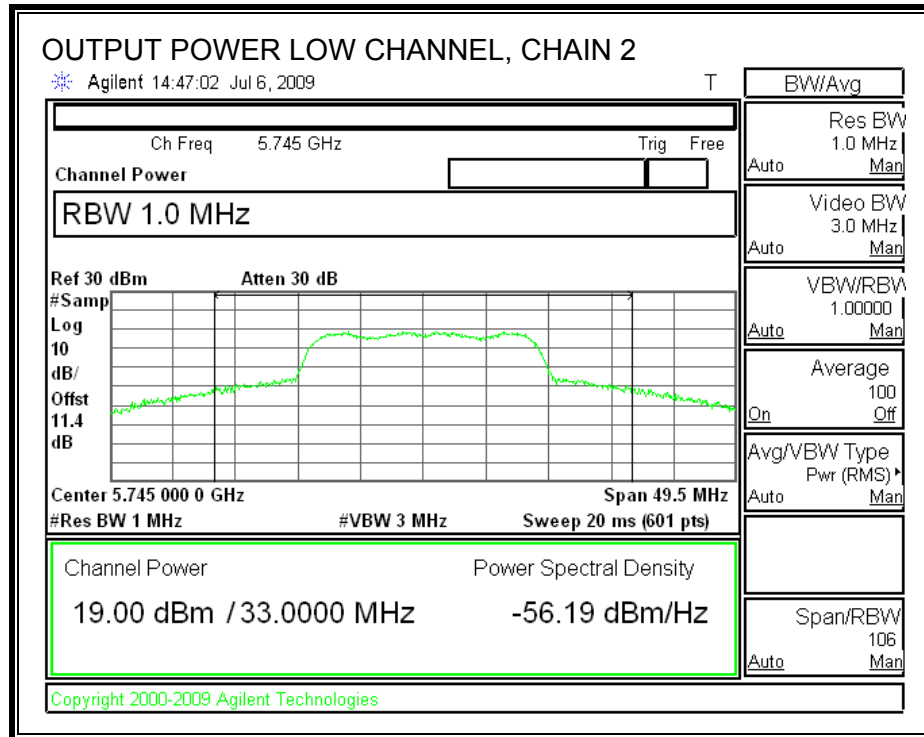 OUTPUT POWER LOW CHANNEL, CHAIN 2
Agilent 14:47:02 Jul 6, 2009 T
BW/Avg
Ch Freq 5.745 GHz Trig Free
Channel Power
RBW 1.0 MHz
Ref 30 dBm Atten 30 dB
#Samp
Log
10
dB/
Offst
11.4
dB
Center 5.745 000 0 GHz Span 49.5 MHz
#Res BW 1 MHz #VBW 3 MHz Sweep 20 ms (601 pts)
Channel Power Power Spectral Density
19.00 dBm / 33.0000 MHz -56.19 dBm/Hz
Res BW
1.0 MHz
Auto Man
Video BW
3.0 MHz
Auto Man
VBW/RBW
1.00000
Auto Man
Average
100
On Off
Avg/VBW Type
Pwr (RMS)
Auto Man
Span/RBW
106
Auto Man
Copyright 2000-2009 Agilent Technologies